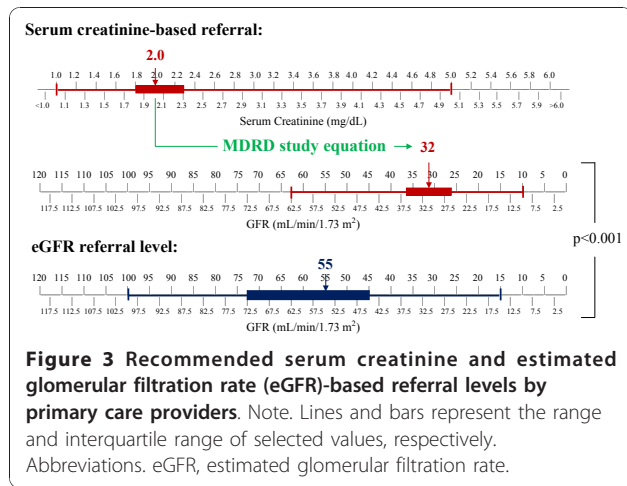 Serum creatinine-based referral:
2.0
1.0 1.2 1.4 1.6 1.8 2.0 2.2 2.4 2.6 2.8 3.0 3.2 3.4 3.6 3.8 4.0 4.2 4.4 4.6 4.8 5.0 5.2 5.4 5.6 5.8 6.0
<1.0 1.1 1.3 1.5 1.7 1.9 2.1 2.3 2.5 2.7 2.9 3.1 3.3 3.5 3.7 3.9 4.1 4.3 4.5 4.7 4.9 5.1 5.3 5.5 5.7 5.9 >6.0
Serum Creatinine (mg/dL)
MDRD study equation 32
120 115 110 105 100 95 90 85 80 75 70 65 60 55 50 45 40 35 30 25 20 15 10 5 0
117.5 112.5 107.5 102.5 97.5 92.5 87.5 82.5 77.5 72.5 67.5 62.5 57.5 52.5 47.5 42.5 37.5 32.5 27.5 22.5 17.5 12.5 7.5 2.5
GFR (mL/min/1.73 m²)
p<0.001
eGFR referral level:
55
120 115 110 105 100 95 90 85 80 75 70 65 60 55 50 45 40 35 30 25 20 15 10 5 0
117.5 112.5 107.5 102.5 97.5 92.5 87.5 82.5 77.5 72.5 67.5 62.5 57.5 52.5 47.5 42.5 37.5 32.5 27.5 22.5 17.5 12.5 7.5 2.5
GFR (mL/min/1.73 m²)
Figure 3 Recommended serum creatinine and estimated
glomerular filtration rate (eGFR)-based referral levels by
primary care providers. Note. Lines and bars represent the range
and interquartile range of selected values, respectively.
Abbreviations. eGFR, estimated glomerular filtration rate.